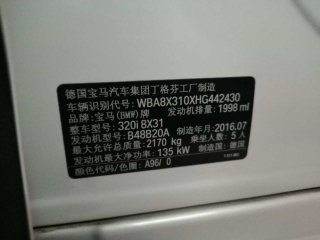 德国宝马汽车集团丁格芬工厂制造
车辆识别代号: WBA8X310XHG442430
品牌: 宝马(BMW)牌 发动机排量: 1998 ml
整车型号: 320i 8X31
发动机型号: B48B20A 制造年月: 2016.07
最大允许总质量: 2170 kg 乘坐人数: 5 人
发动机最大净功率: 135 kW 制造国: 德国
颜色代码/色圈: A96/ 0